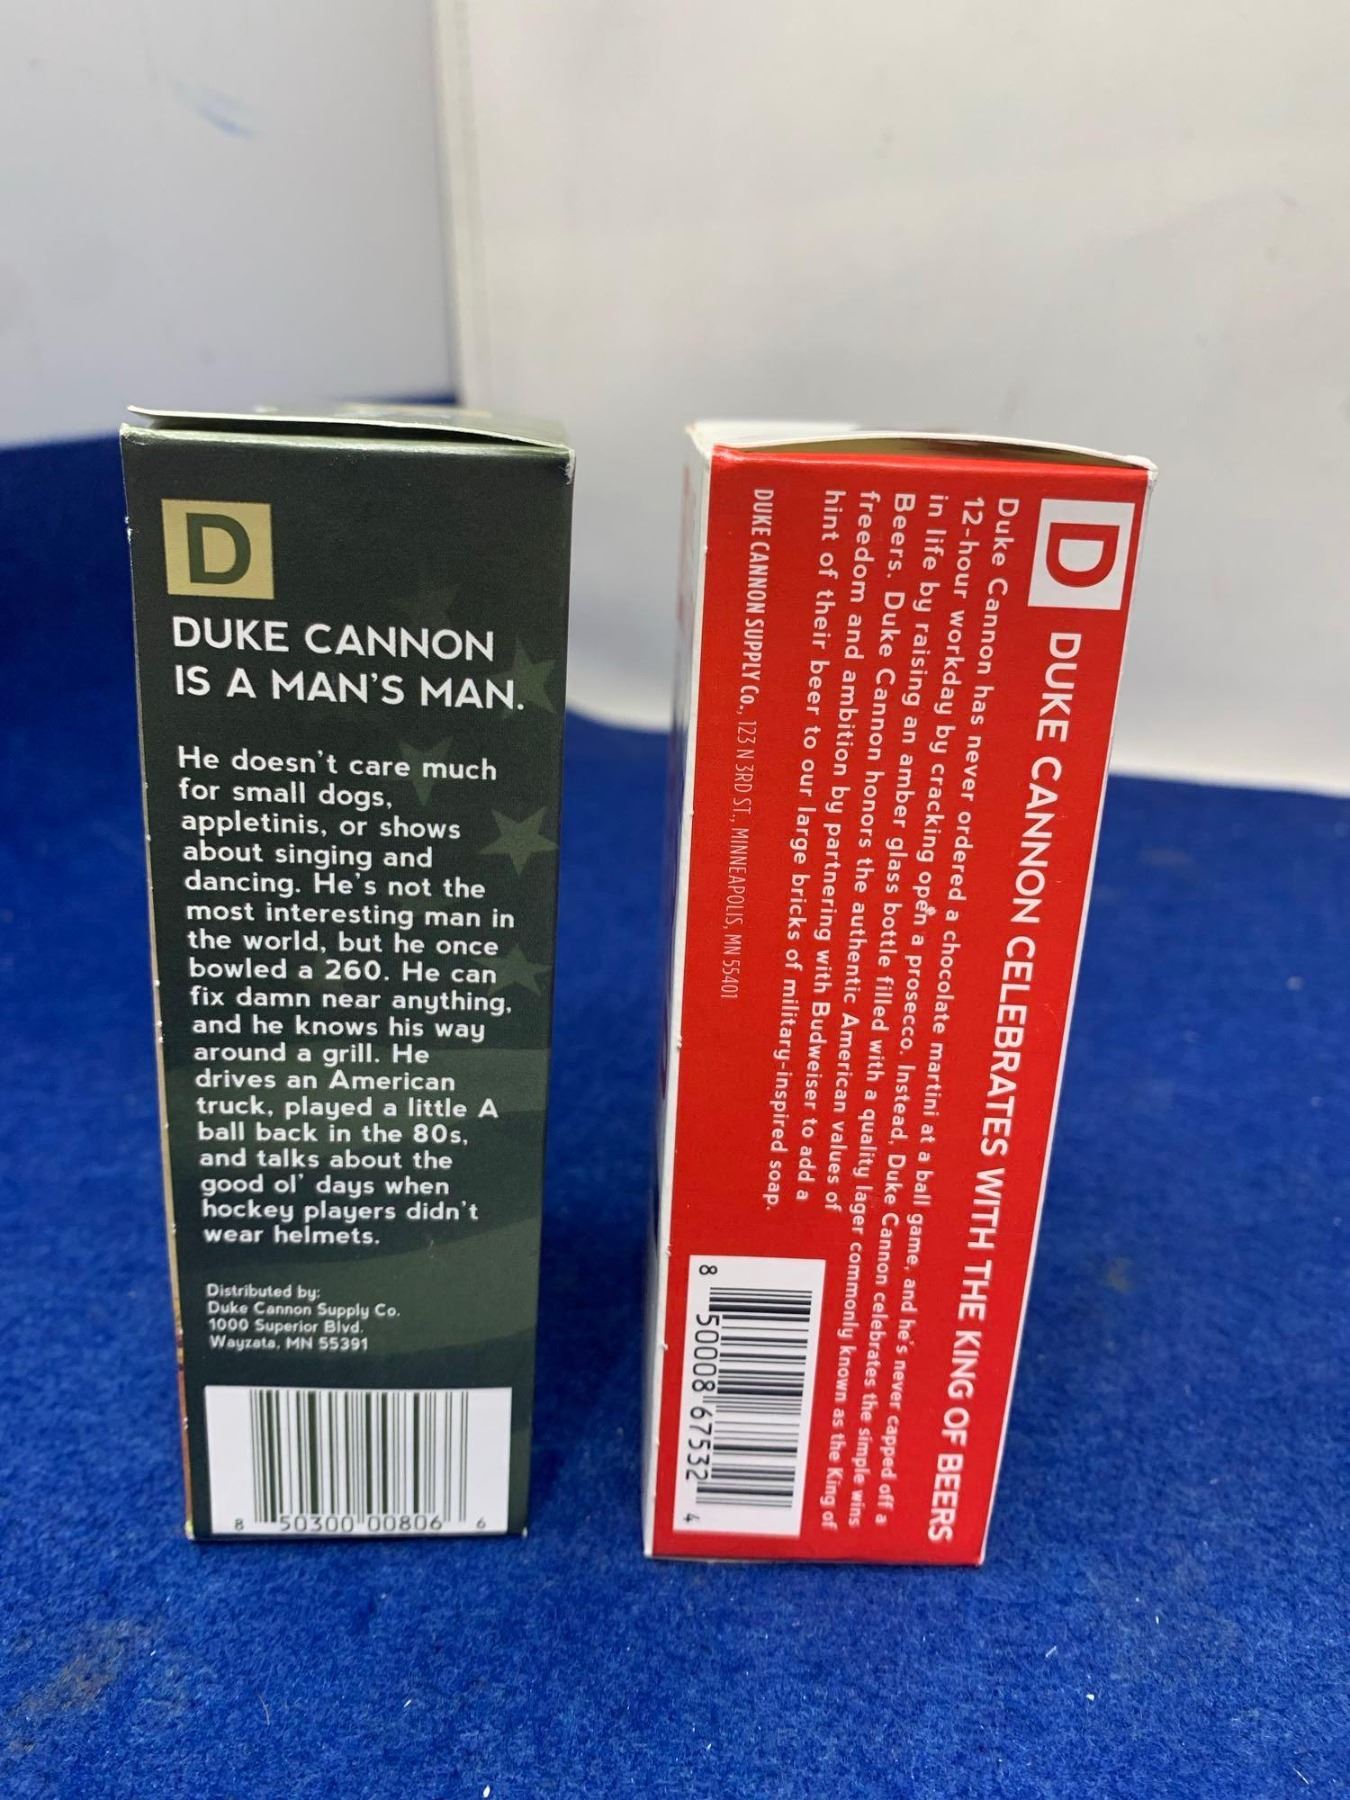 D
DUKE CANNON
IS A MAN'S MAN.
He doesn't care much
for small dogs,
appletinis, or shows
about singing and
dancing. He's not the
most interesting man in
the world, but he once
bowled a 260. He can
fix damn near anything,
and he knows his way
around a grill. He
drives an American
truck, played a little A
ball back in the 80s,
and talks about the
good ol' days when
hockey players didn't
wear helmets.
Distributed by:
Duke Cannon Supply Co.
1000 Superior Blvd.
Wayzata, MN 55391
8 50300 00806 6
D DUKE CANNON CELEBRATES WITH THE KING OF BEERS
Duke Cannon has never ordered a chocolate martini at a ball game, and he's never capped off a
12-hour workday by cracking open a prosecco. Instead, Duke Cannon celebrates the simple wins
in life by raising an amber glass bottle filled with a quality lager commonly known as the King of
Beers. Duke Cannon honors the authentic American values of
freedom and ambition by partnering with Budweiser to add a
hint of their beer to our large bricks of military-inspired soap.
DUKE CANNON SUPPLY Co., 123 N 3RD ST., MINNEAPOLIS, MN 55401
8 50008 67532 4